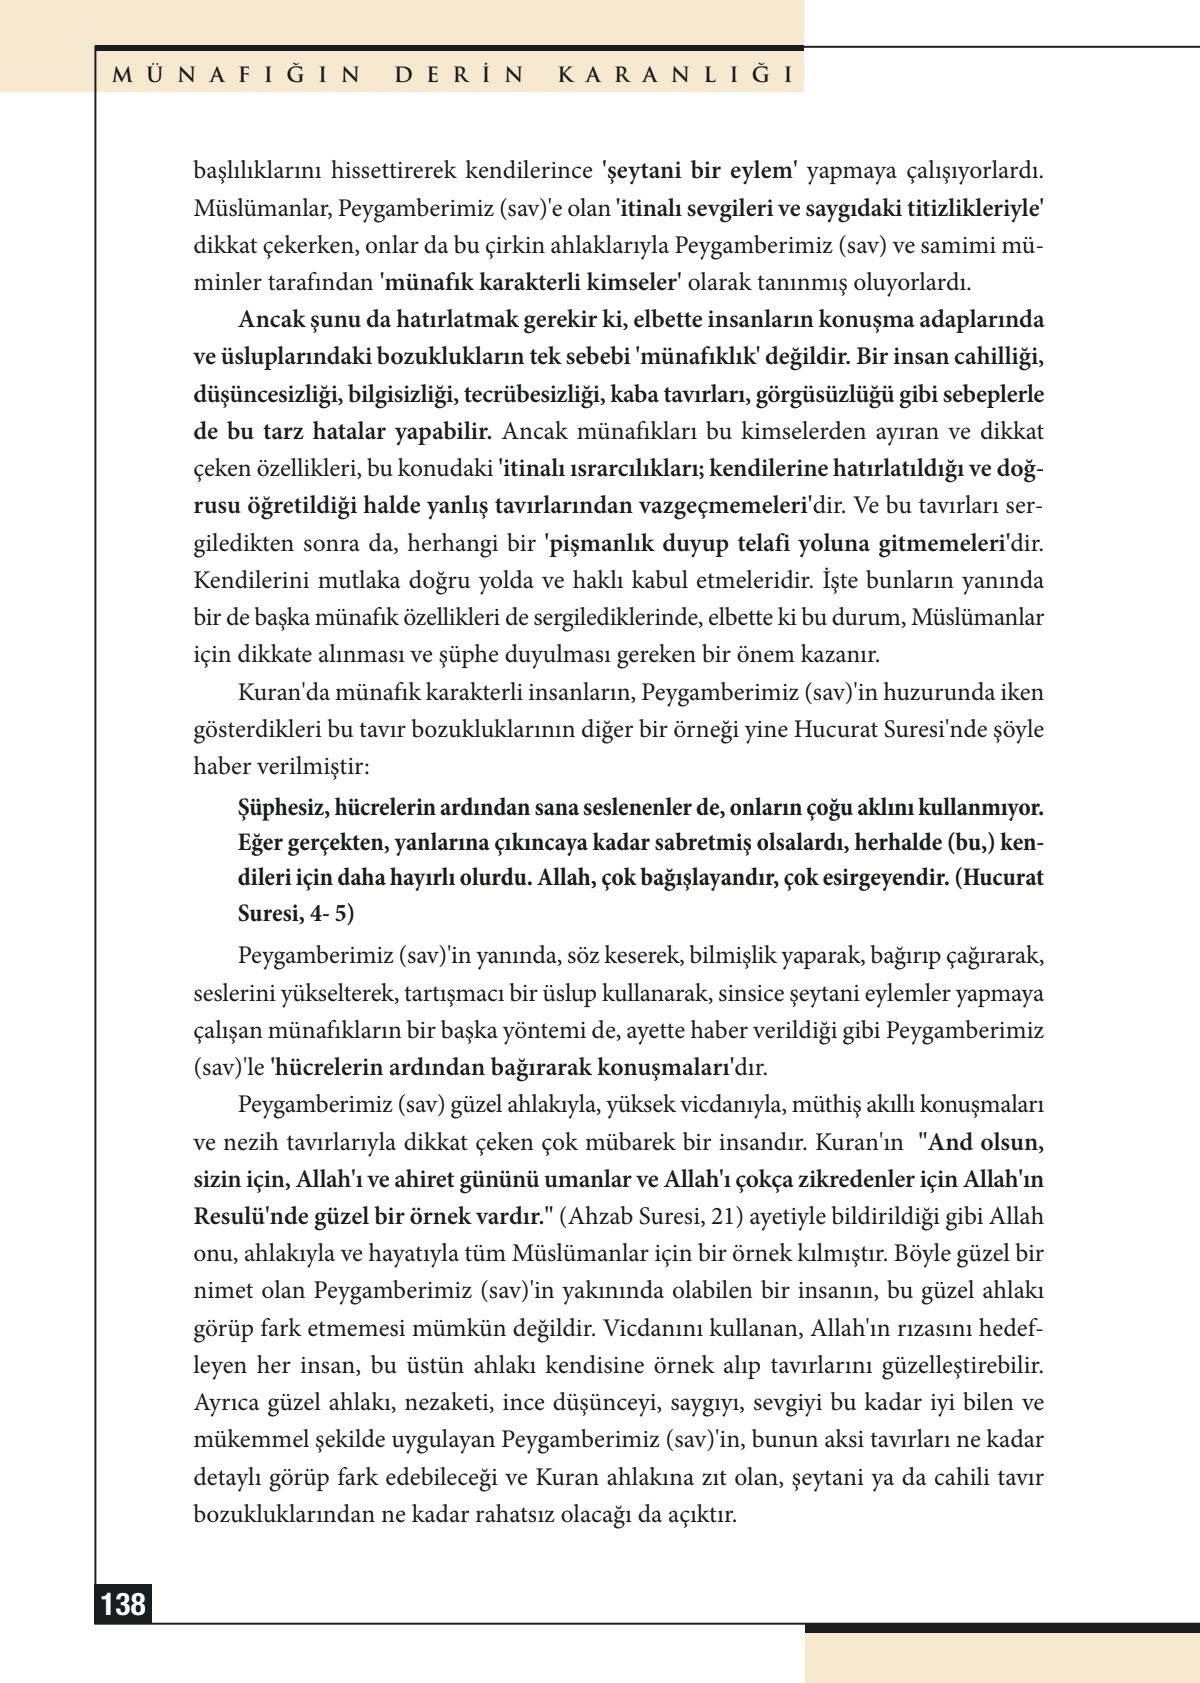 MÜNAFIĞIN DERİN KARANLIĞI
başlılıklarını hissettirerek kendilerince 'şeytani bir eylem' yapmaya çalışıyorlardı.
Müslümanlar, Peygamberimiz (sav)'e olan 'itinalı sevgileri ve saygıdaki titizlikleriyle'
dikkat çekerken, onlar da bu çirkin ahlaklarıyla Peygamberimiz (sav) ve samimi mü-
minler tarafından 'münafık karakterli kimseler' olarak tanınmış oluyorlardı.
Ancak şunu da hatırlatmak gerekir ki, elbette insanların konuşma adaplarında
ve üsluplarındaki bozuklukların tek sebebi 'münafıklık' değildir. Bir insan cahilliği,
düşüncesizliği, bilgisizliği, tecrübesizliği, kaba tavırları, görgüsüzlüğü gibi sebeplerle
de bu tarz hatalar yapabilir. Ancak münafıkları bu kimselerden ayıran ve dikkat
çeken özellikleri, bu konudaki 'itinalı ısrarcılıkları; kendilerine hatırlatıldığı ve doğ-
rusu öğretildiği halde yanlış tavırlarından vazgeçmemeleri'dir. Ve bu tavırları ser-
giledikten sonra da, herhangi bir 'pişmanlık duyup telafi yoluna gitmemeleri'dir.
Kendilerini mutlaka doğru yolda ve haklı kabul etmeleridir. İşte bunların yanında
bir de başka münafık özellikleri de sergilediklerinde, elbette ki bu durum, Müslümanlar
için dikkate alınması ve şüphe duyulması gereken bir önem kazanır.
Kuran'da münafık karakterli insanların, Peygamberimiz (sav)'in huzurunda iken
gösterdikleri bu tavır bozukluklarının diğer bir örneği yine Hucurat Suresi'nde şöyle
haber verilmiştir:
Şüphesiz, hücrelerin ardından sana seslenenler de, onların çoğu aklını kullanmıyor.
Eğer gerçekten, yanlarına çıkıncaya kadar sabretmiş olsalardı, herhalde (bu,) ken-
dileri için daha hayırlı olurdu. Allah, çok bağışlayandır, çok esirgeyendir. (Hucurat
Suresi, 4- 5)
Peygamberimiz (sav)'in yanında, söz keserek, bilmişlik yaparak, bağırıp çağırarak,
seslerini yükselterek, tartışmacı bir üslup kullanarak, sinsice şeytani eylemler yapmaya
çalışan münafıkların bir başka yöntemi de, ayette haber verildiği gibi Peygamberimiz
(sav)'le 'hücrelerin ardından bağırarak konuşmaları'dır.
Peygamberimiz (sav) güzel ahlakıyla, yüksek vicdanıyla, müthiş akıllı konuşmaları
ve nezih tavırlarıyla dikkat çeken çok mübarek bir insandır. Kuran'ın "And olsun,
sizin için, Allah'ı ve ahiret gününü umanlar ve Allah'ı çokça zikredenler için Allah'ın
Resulü'nde güzel bir örnek vardır." (Ahzab Suresi, 21) ayetiyle bildirildiği gibi Allah
onu, ahlakıyla ve hayatıyla tüm Müslümanlar için bir örnek kılmıştır. Böyle güzel bir
nimet olan Peygamberimiz (sav)'in yakınında olabilen bir insanın, bu güzel ahlakı
görüp fark etmemesi mümkün değildir. Vicdanını kullanan, Allah'ın rızasını hedef-
leyen her insan, bu üstün ahlakı kendisine örnek alıp tavırlarını güzelleştirebilir.
Ayrıca güzel ahlakı, nezaketi, ince düşünceyi, saygıyı, sevgiyi bu kadar iyi bilen ve
mükemmel şekilde uygulayan Peygamberimiz (sav)'in, bunun aksi tavırları ne kadar
detaylı görüp fark edebileceği ve Kuran ahlakına zıt olan, şeytani ya da cahili tavır
bozukluklarından ne kadar rahatsız olacağı da açıktır.
138